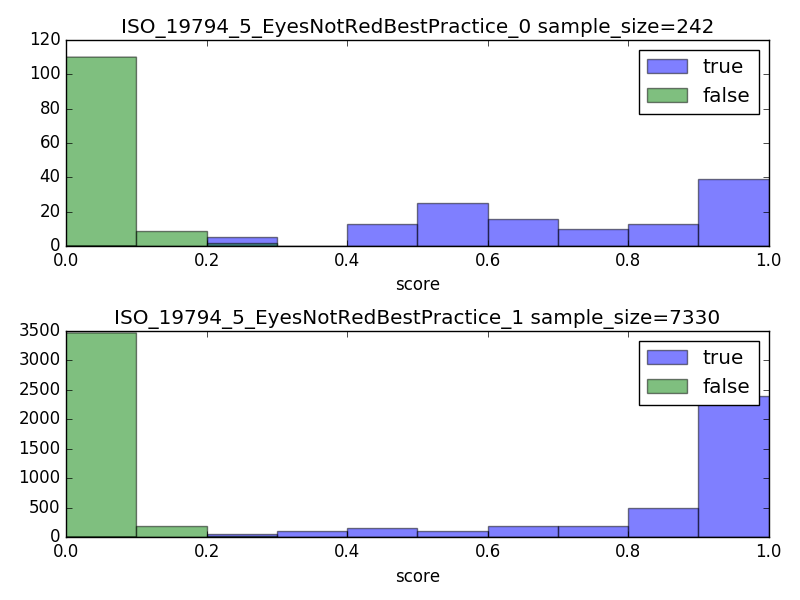 ISO_19794_5_EyesNotRedBestPractice_0 sample_size=242
120
100
80
60
40
20
0
true
false
0.0 0.2 0.4 0.6 0.8 1.0
score
ISO_19794_5_EyesNotRedBestPractice_1 sample_size=7330
3500
3000
2500
2000
1500
1000
500
0
true
false
0.0 0.2 0.4 0.6 0.8 1.0
score